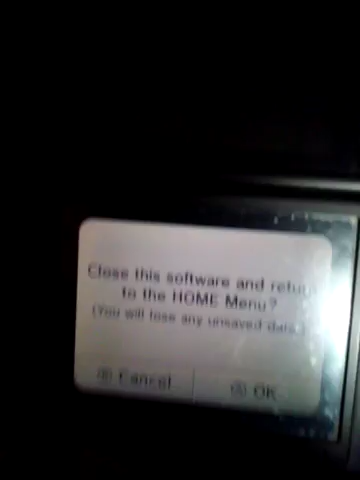 Close this software and return
to the HOME Menu?
(You will lose any unsaved data.)
Cancel
OK